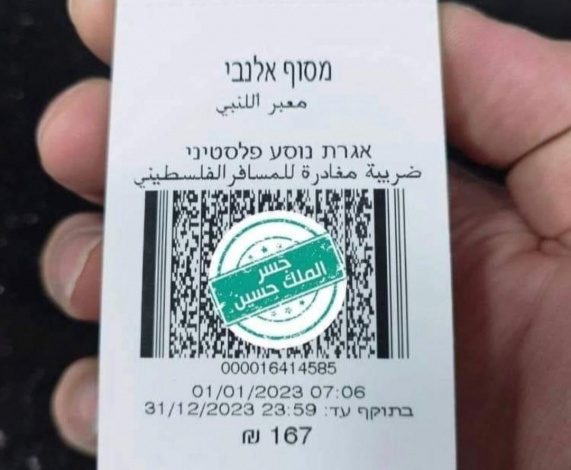 מסוף אלנבי
معبر اللنبي
אגרת נוסע פלסטיני
ضريبة مغادرة للمسافر الفلسطيني
جسر
الملك حسين
000016414585
01/01/2023 07:06
בתוקף עד: 31/12/2023 23:59
167 ₪